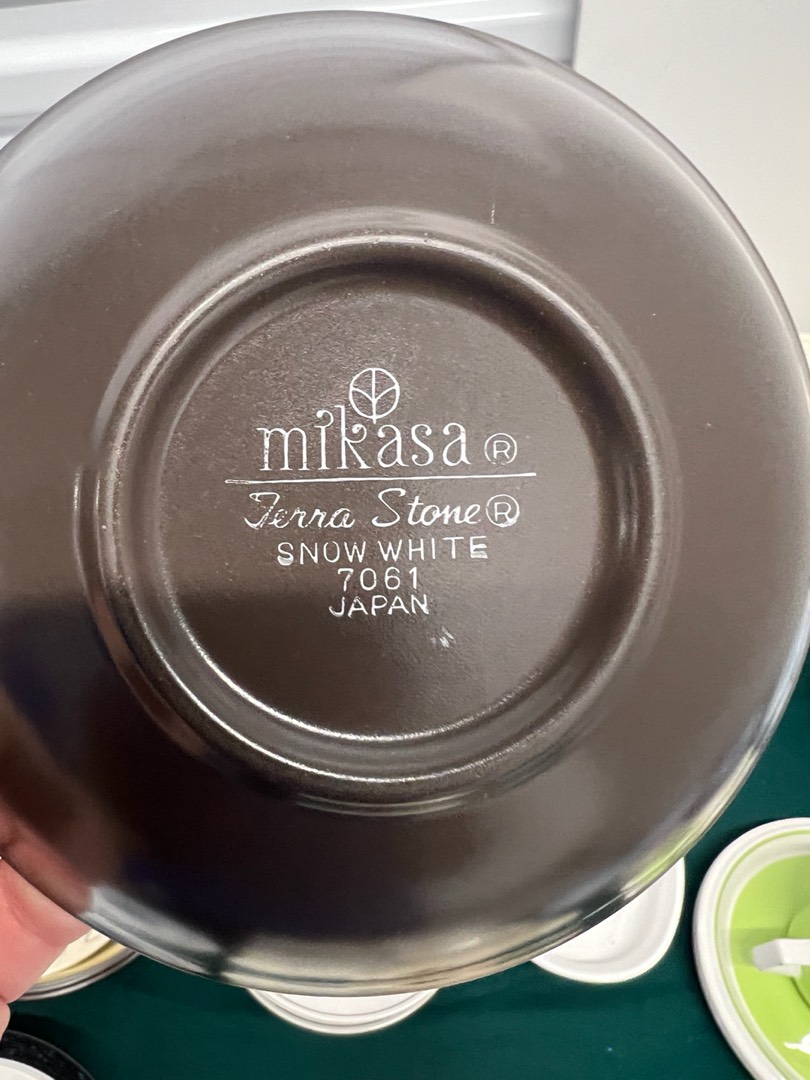 mikasa ®
Terra Stone ®
SNOW WHITE
7061
JAPAN